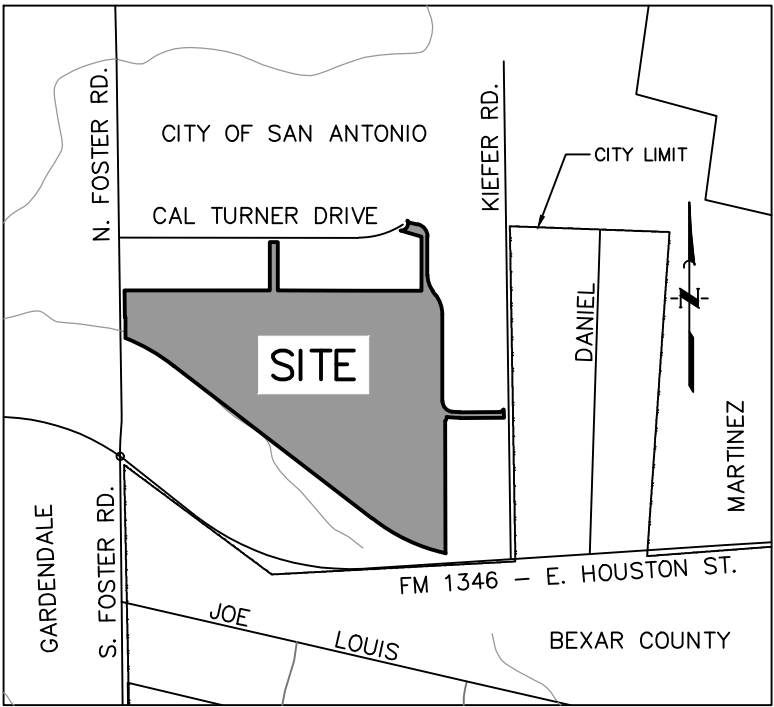 N. FOSTER RD.
CITY OF SAN ANTONIO
KIEFER RD.
CITY LIMIT
CAL TURNER DRIVE
N
DANIEL
SITE
MARTINEZ
GARDENDALE
S. FOSTER RD.
FM 1346 – E. HOUSTON ST.
JOE LOUIS
BEXAR COUNTY